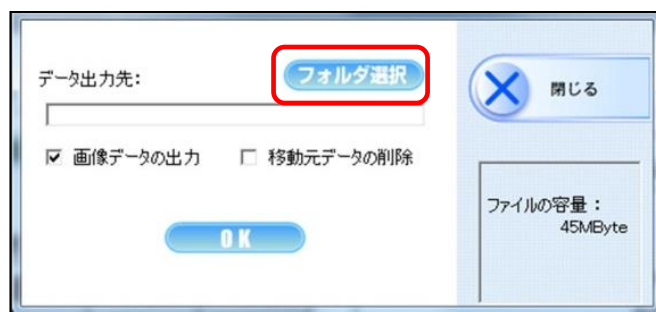 データ出力先： フォルダ選択
画像データの出力 移動元データの削除
OK
閉じる
ファイルの容量：
45MByte